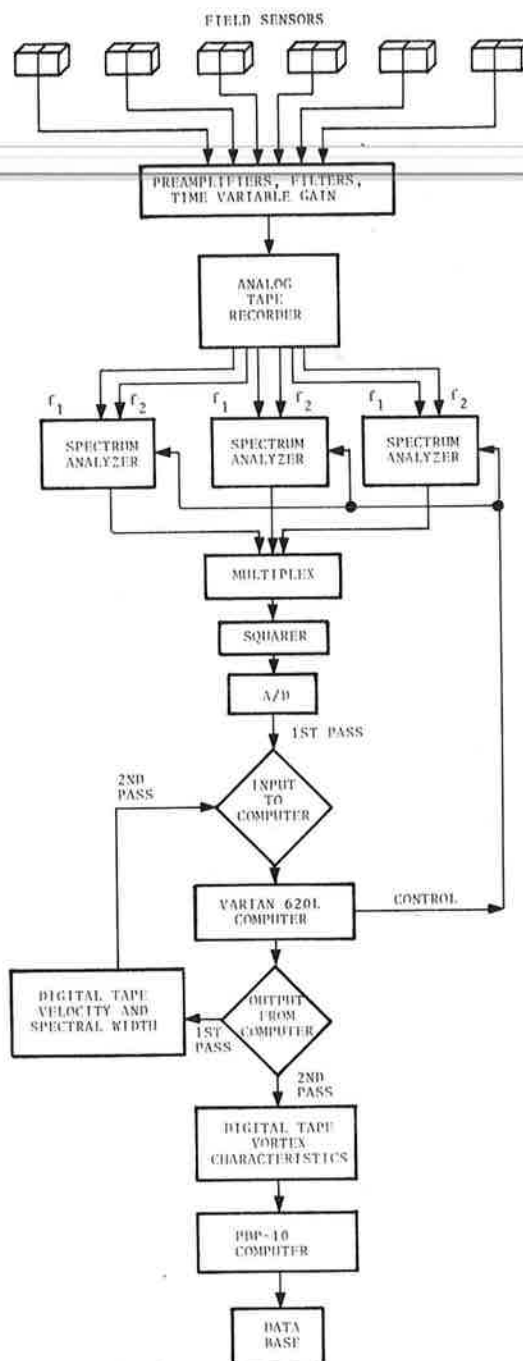 FIELD SENSORS
PREAMPLIFIERS, FILTERS,
TIME VARIABLE GAIN
ANALOG
TAPE
RECORDER
f1 f2 f1 f2 f1 f2
SPECTRUM
ANALYZER
SPECTRUM
ANALYZER
SPECTRUM
ANALYZER
MULTIPLEX
SQUARER
A/D
1ST PASS
2ND
PASS
INPUT
TO
COMPUTER
VARIAN 620L
COMPUTER
CONTROL
DIGITAL TAPE
VELOCITY AND
SPECTRAL WIDTH
1ST
PASS
OUTPUT
FROM
COMPUTER
2ND
PASS
DIGITAL TAPE
VORTEX
CHARACTERISTICS
PDP-10
COMPUTER
DATA
BASE